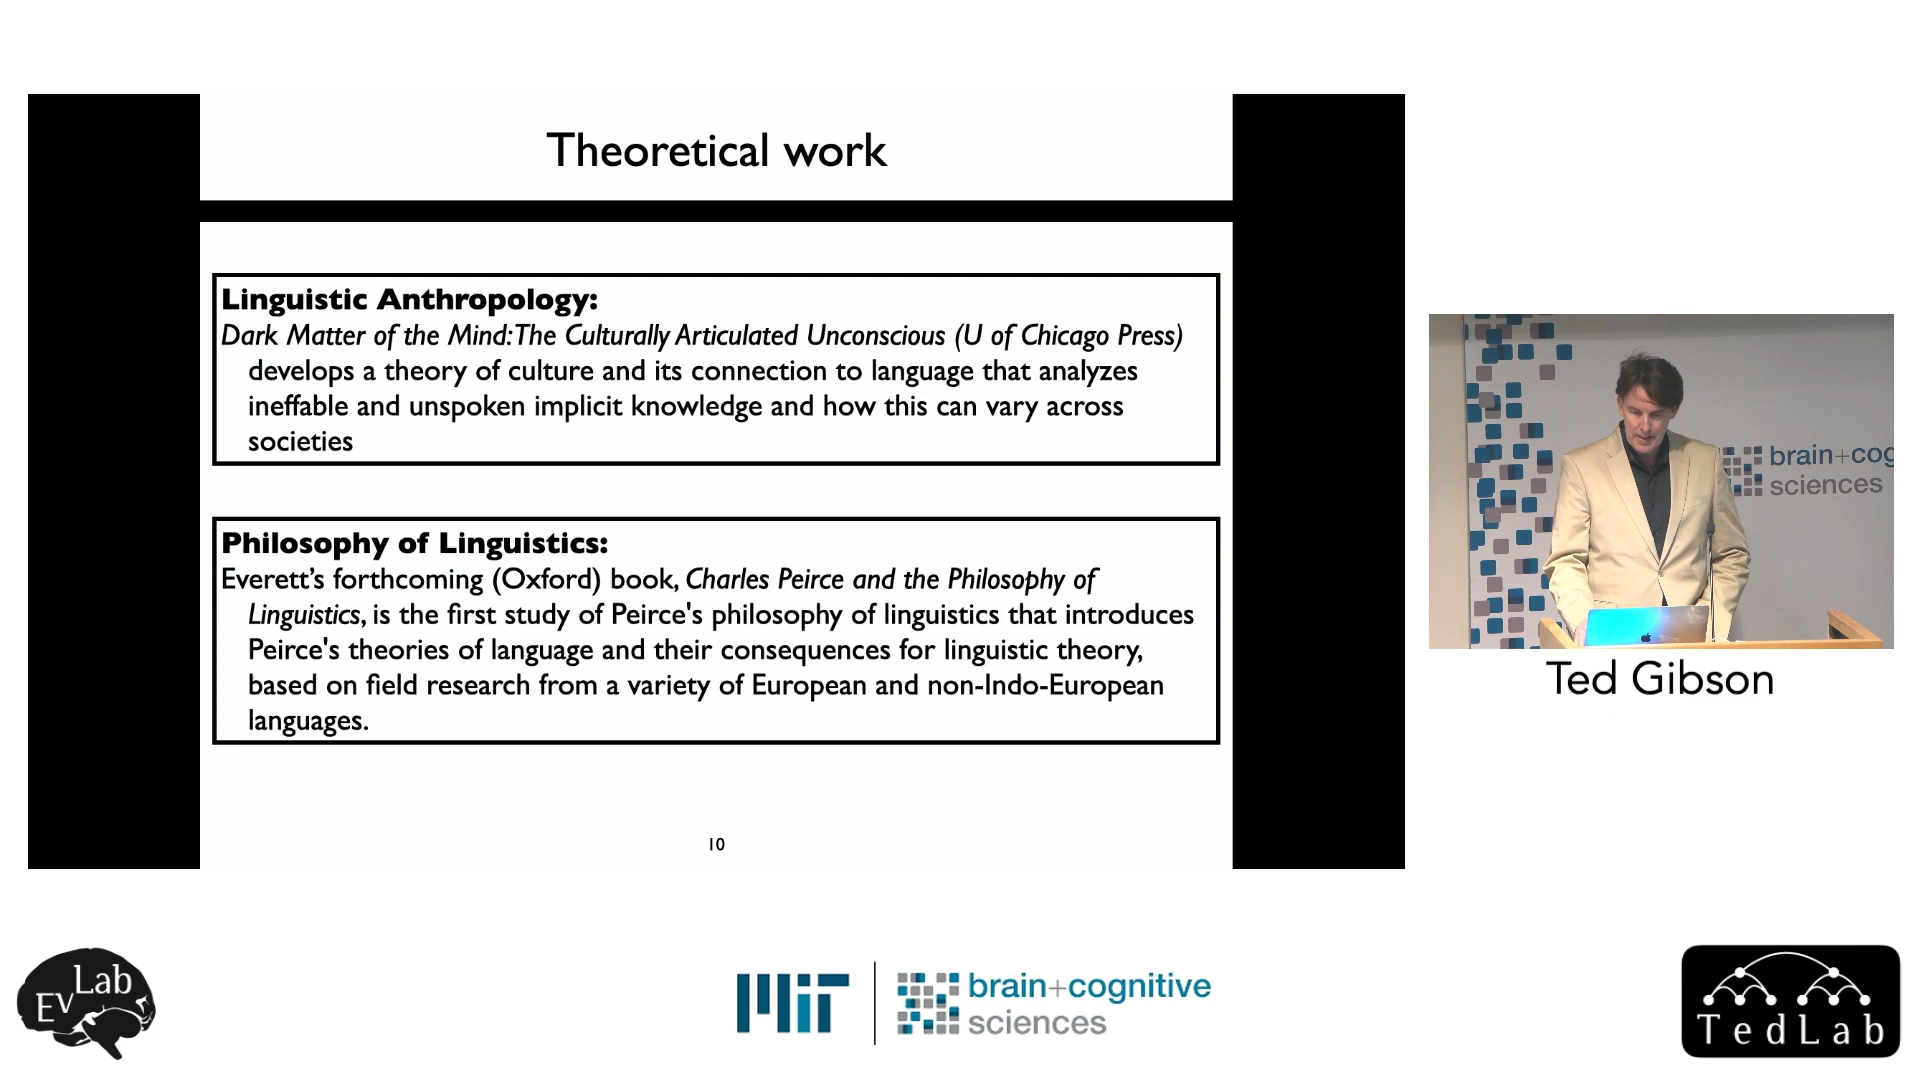 Theoretical work
Linguistic Anthropology:
Dark Matter of the Mind: The Culturally Articulated Unconscious (U of Chicago Press)
develops a theory of culture and its connection to language that analyzes
ineffable and unspoken implicit knowledge and how this can vary across
societies
Philosophy of Linguistics:
Everett's forthcoming (Oxford) book, Charles Peirce and the Philosophy of
Linguistics, is the first study of Peirce's philosophy of linguistics that introduces
Peirce's theories of language and their consequences for linguistic theory,
based on field research from a variety of European and non-Indo-European
languages.
10
brain+cog
sciences
Ted Gibson
EvLab
MIT
brain+cognitive
sciences
TedLab